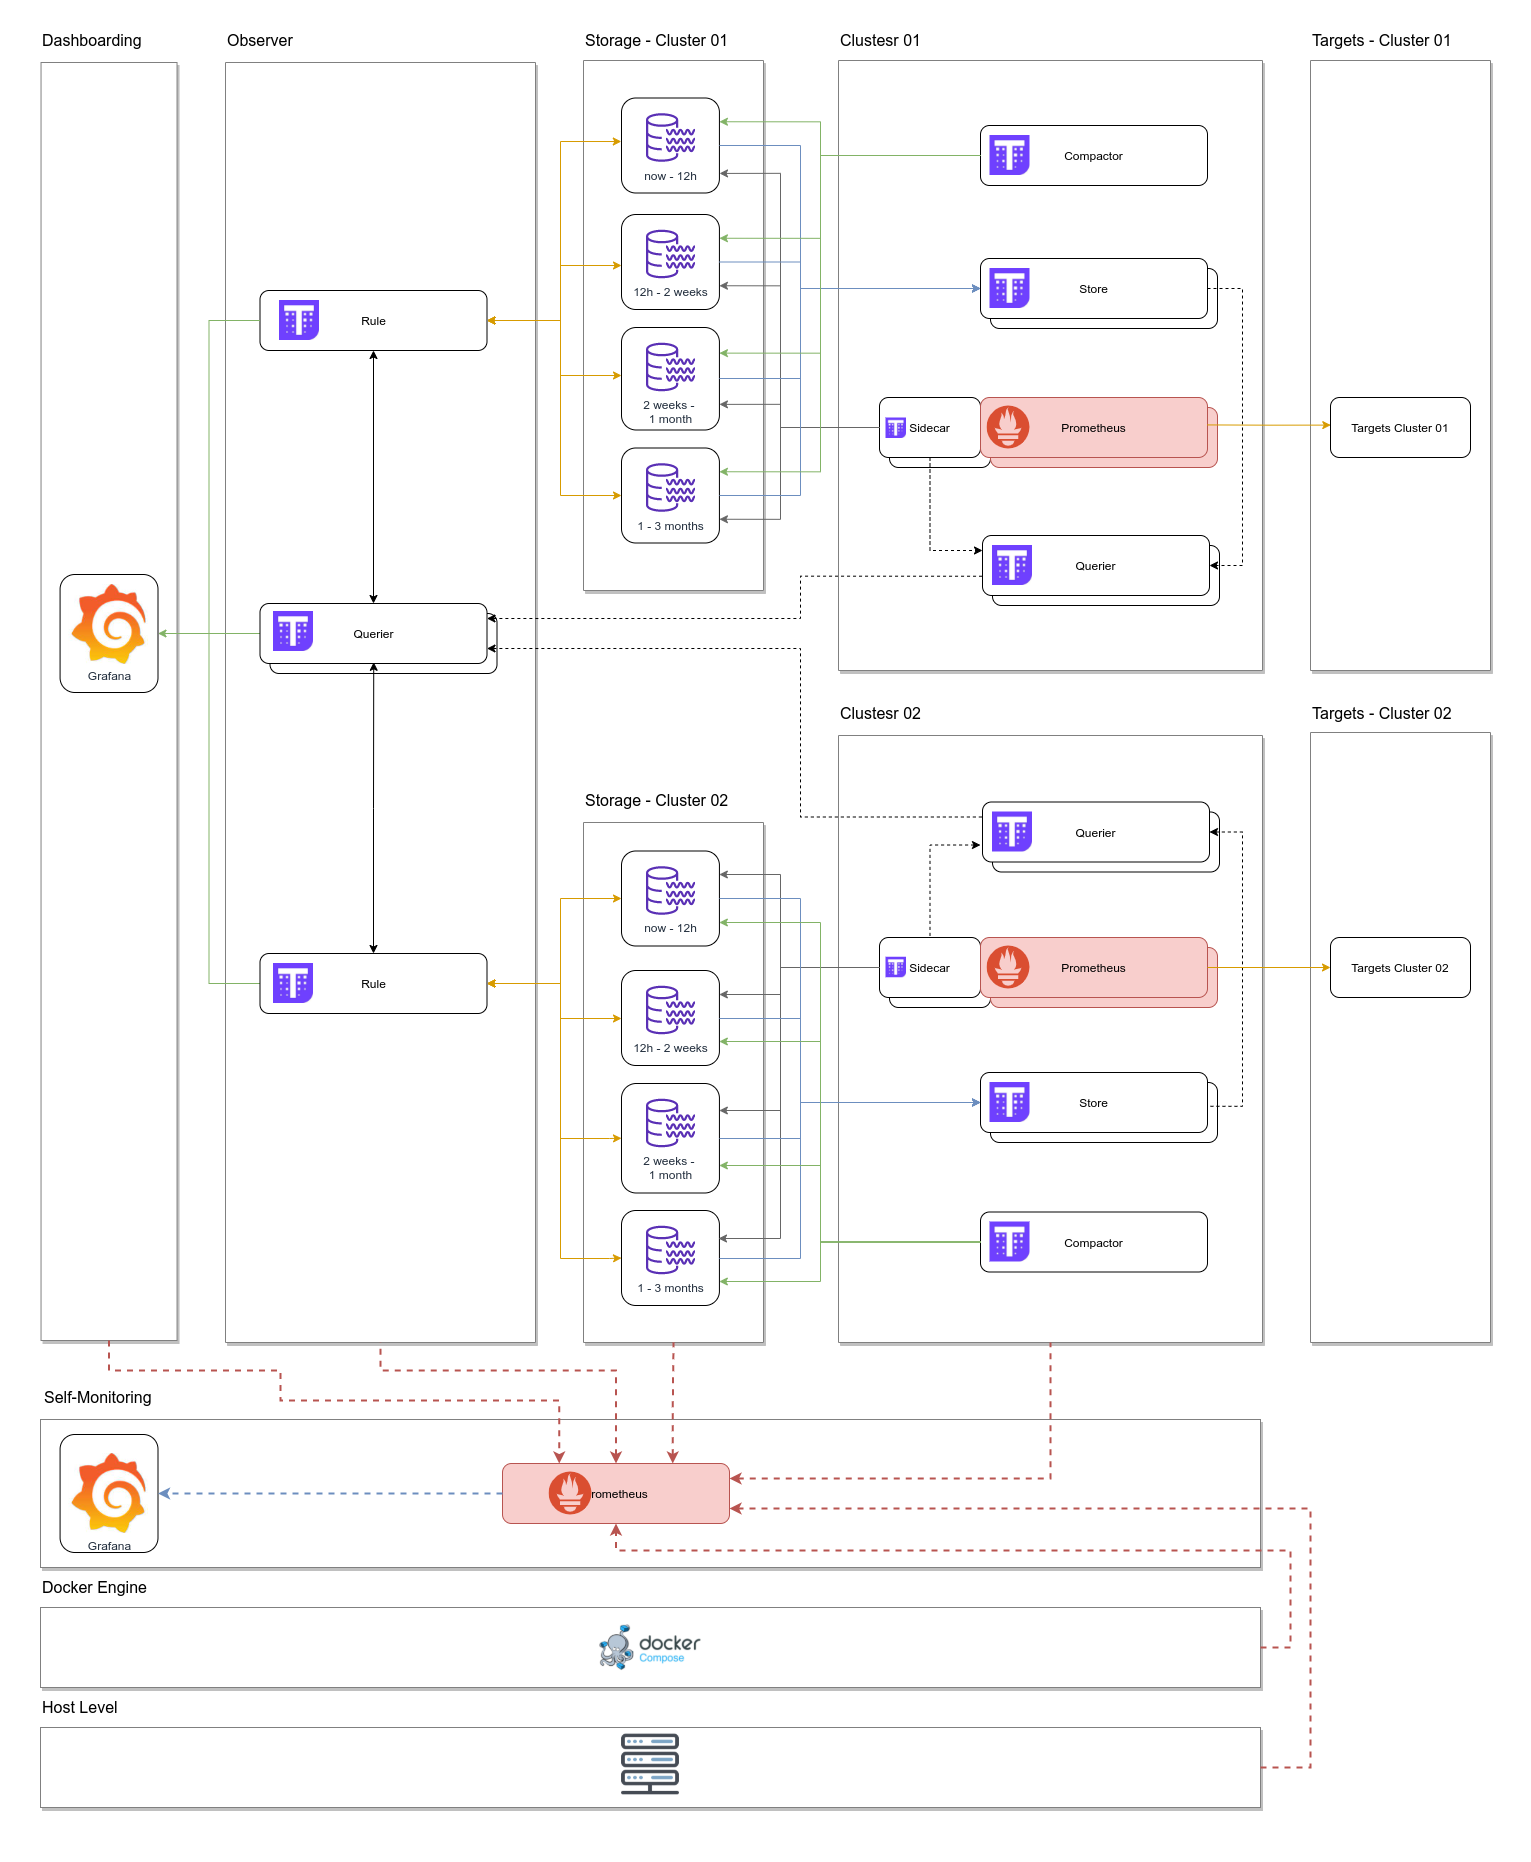 Dashboarding
Observer
Storage - Cluster 01
Clustesr 01
Targets - Cluster 01
now - 12h
Compactor
12h - 2 weeks
Store
Rule
2 weeks -
1 month
Sidecar
Prometheus
Targets Cluster 01
1 - 3 months
Querier
Querier
Grafana
Clustesr 02
Targets - Cluster 02
Storage - Cluster 02
Querier
now - 12h
Sidecar
Prometheus
Targets Cluster 02
Rule
12h - 2 weeks
Store
2 weeks -
1 month
Compactor
1 - 3 months
Self-Monitoring
rometheus
Grafana
Docker Engine
docker
Compose
Host Level